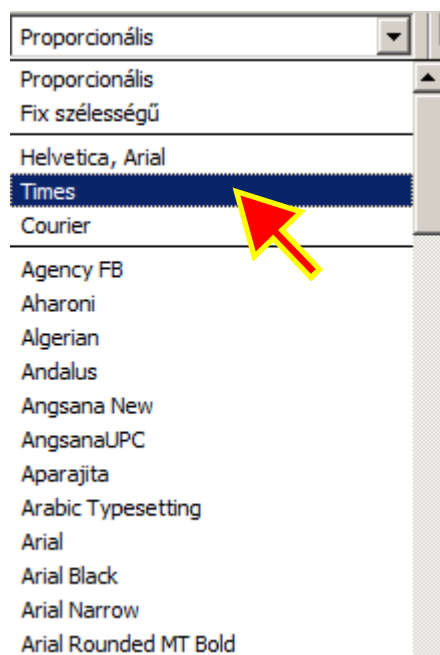 Proporcionális
Proporcionális
Fix szélességű
Helvetica, Arial
Times
Courier
Agency FB
Aharoni
Algerian
Andalus
Angsana New
AngsanaUPC
Aparajita
Arabic Typesetting
Arial
Arial Black
Arial Narrow
Arial Rounded MT Bold